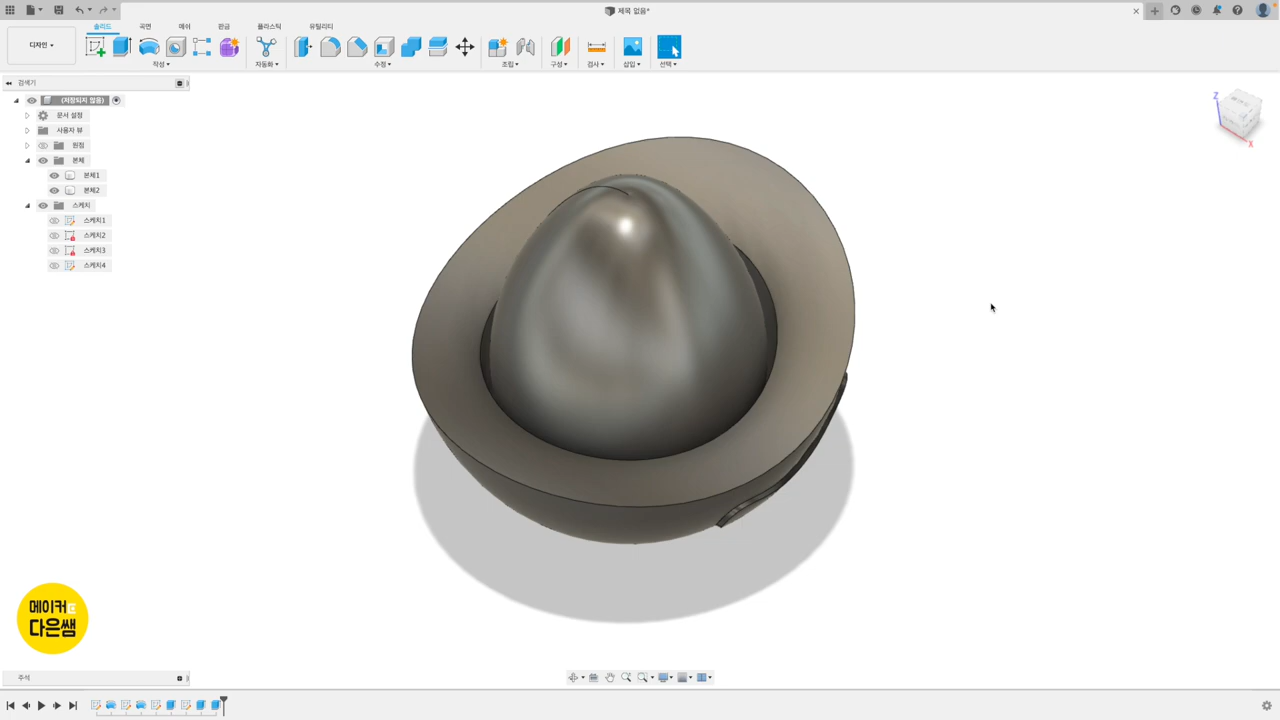 제목 없음*
솔리드 곡면 메쉬 판금 플라스틱 유틸리티
디자인
작성 자동화 수정 조립 구성 검사 삽입 선택
검색기
(저장되지 않음)
문서 설정
사용자 뷰
원점
본체
본체1
본체2
스케치
스케치1
스케치2
스케치3
스케치4
Z
X
메이커
다은쌤
주석